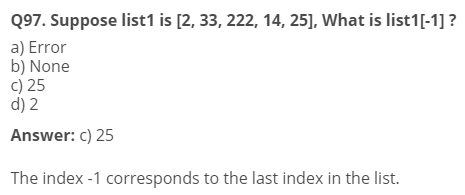 Q97. Suppose list1 is [2, 33, 222, 14, 25], What is list1[-1] ?
a) Error
b) None
c) 25
d) 2
Answer: c) 25
The index -1 corresponds to the last index in the list.